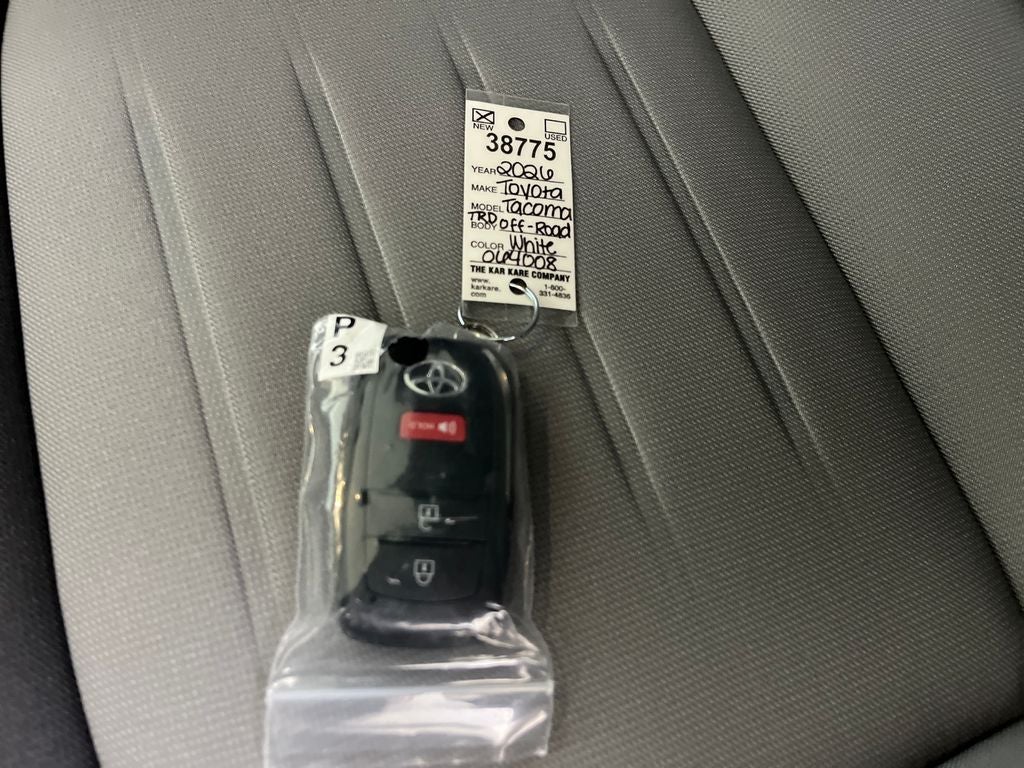 NEW
USED
38775
YEAR 2026
MAKE Toyota
MODEL Tacoma
TRD
BODY Off-Road
COLOR White
064008
THE KAR KARE COMPANY
www.
karkare.
com
1-800-
331-4836
P
3
HOLD